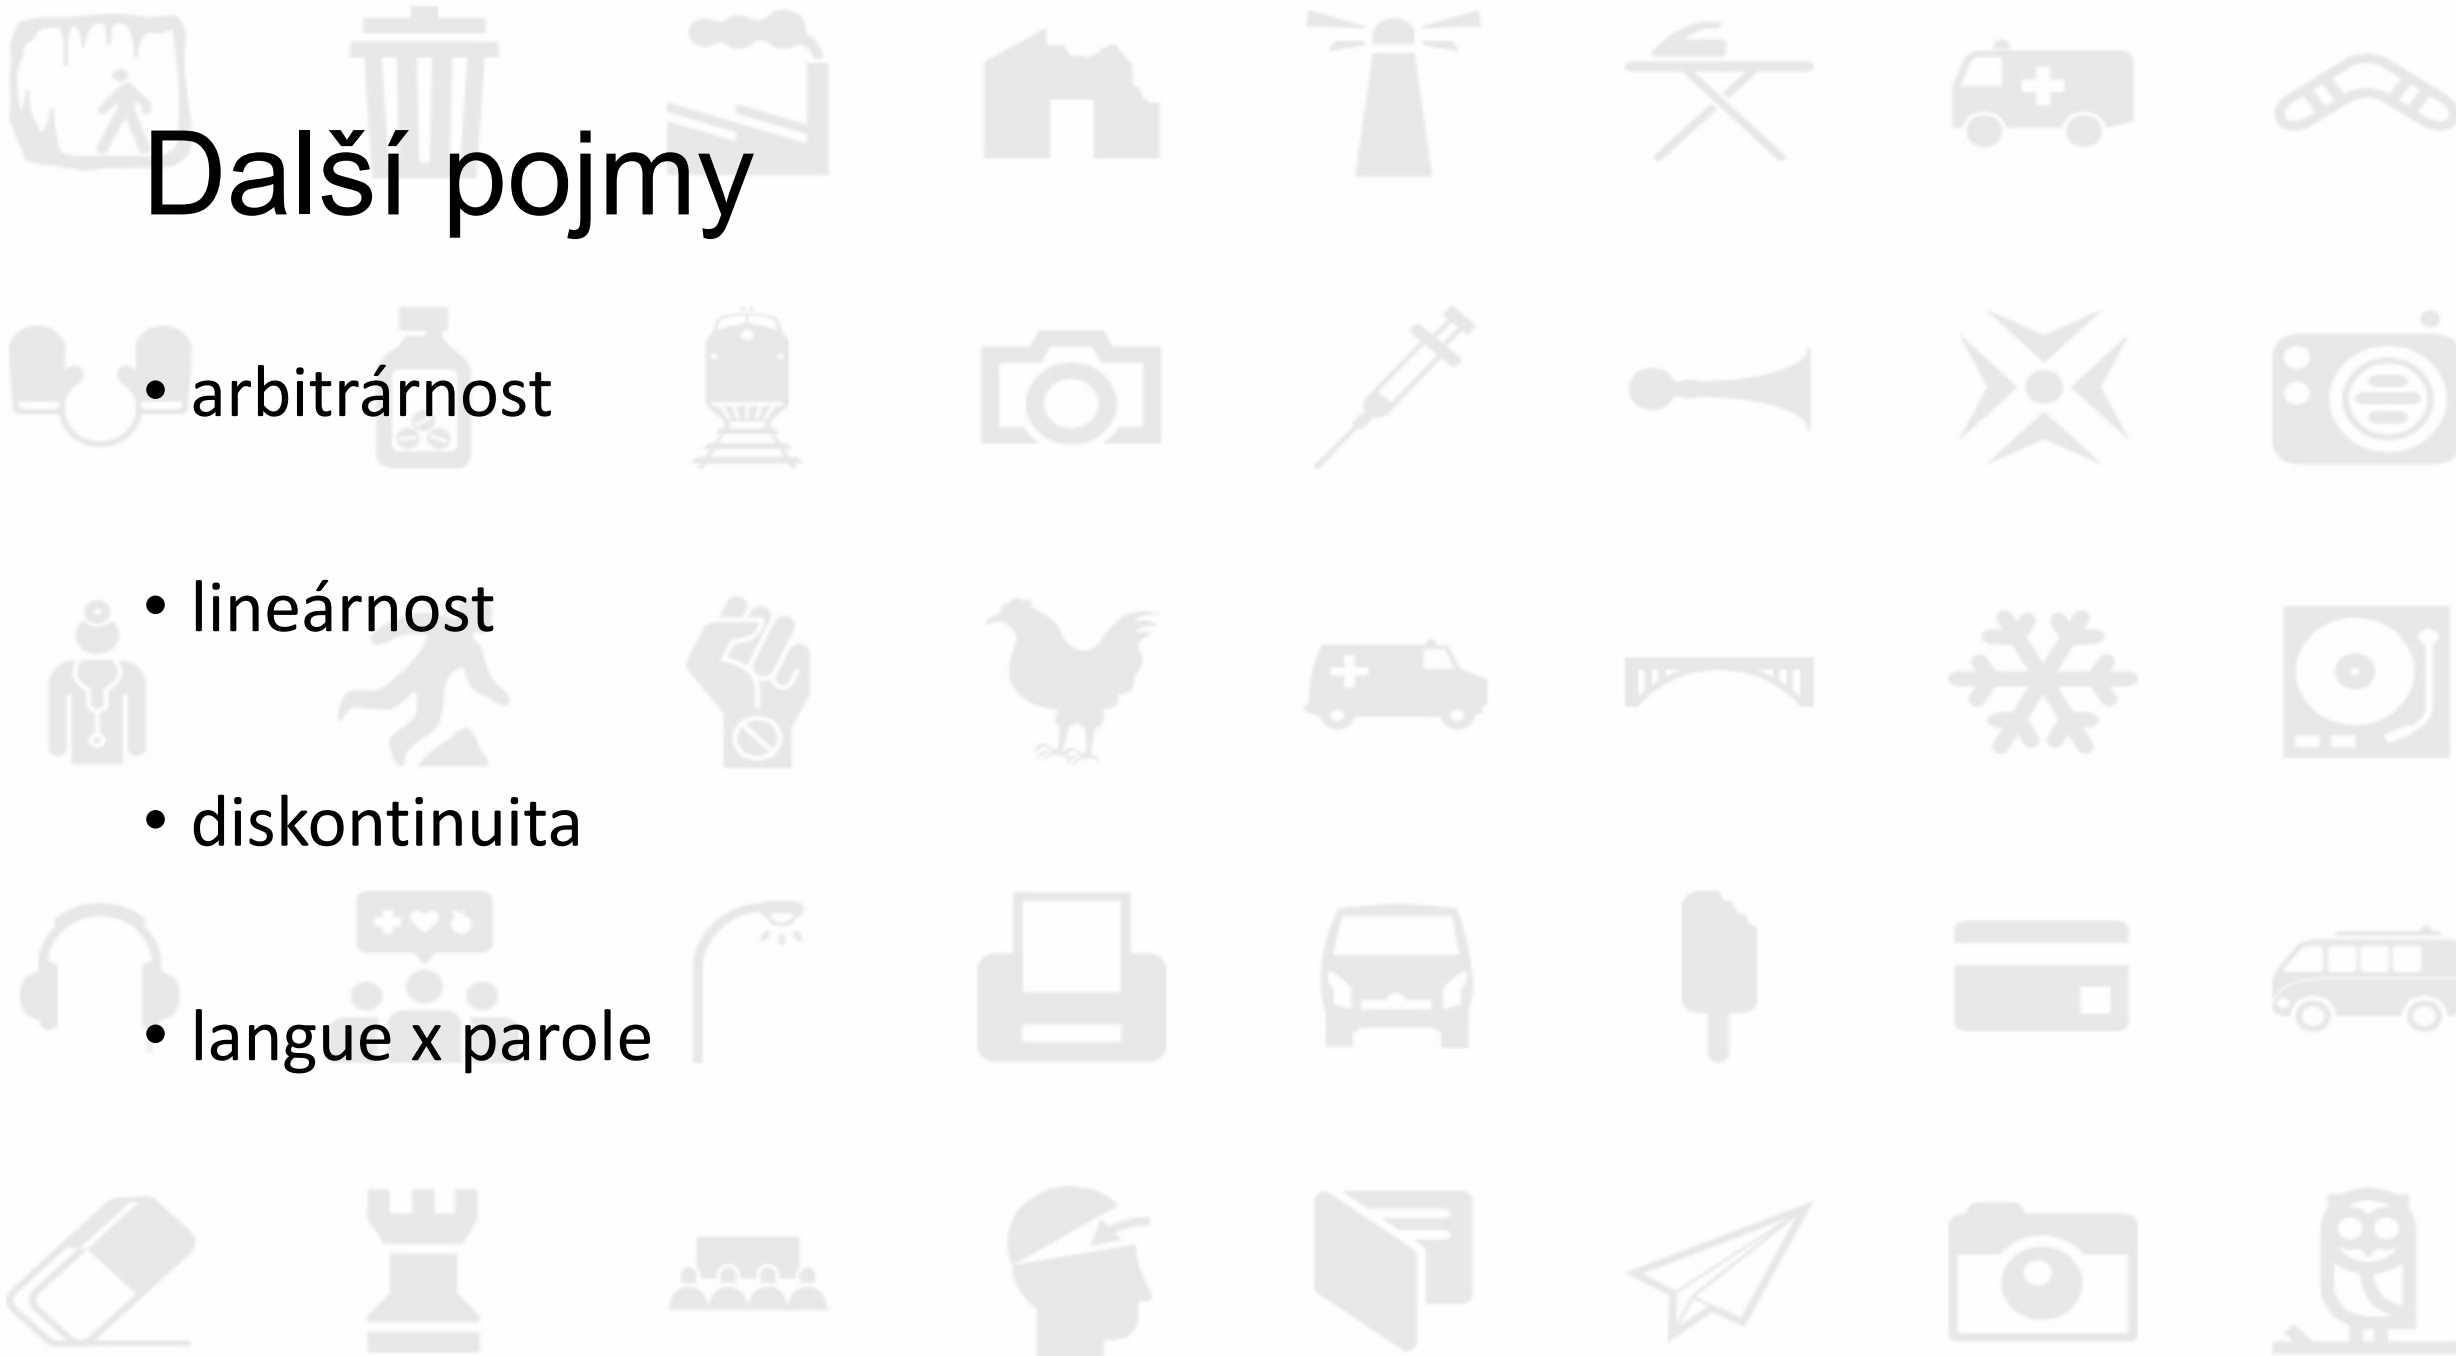 Další pojmy
• arbitrárnost
• lineárnost
• diskontinuita
• langue x parole